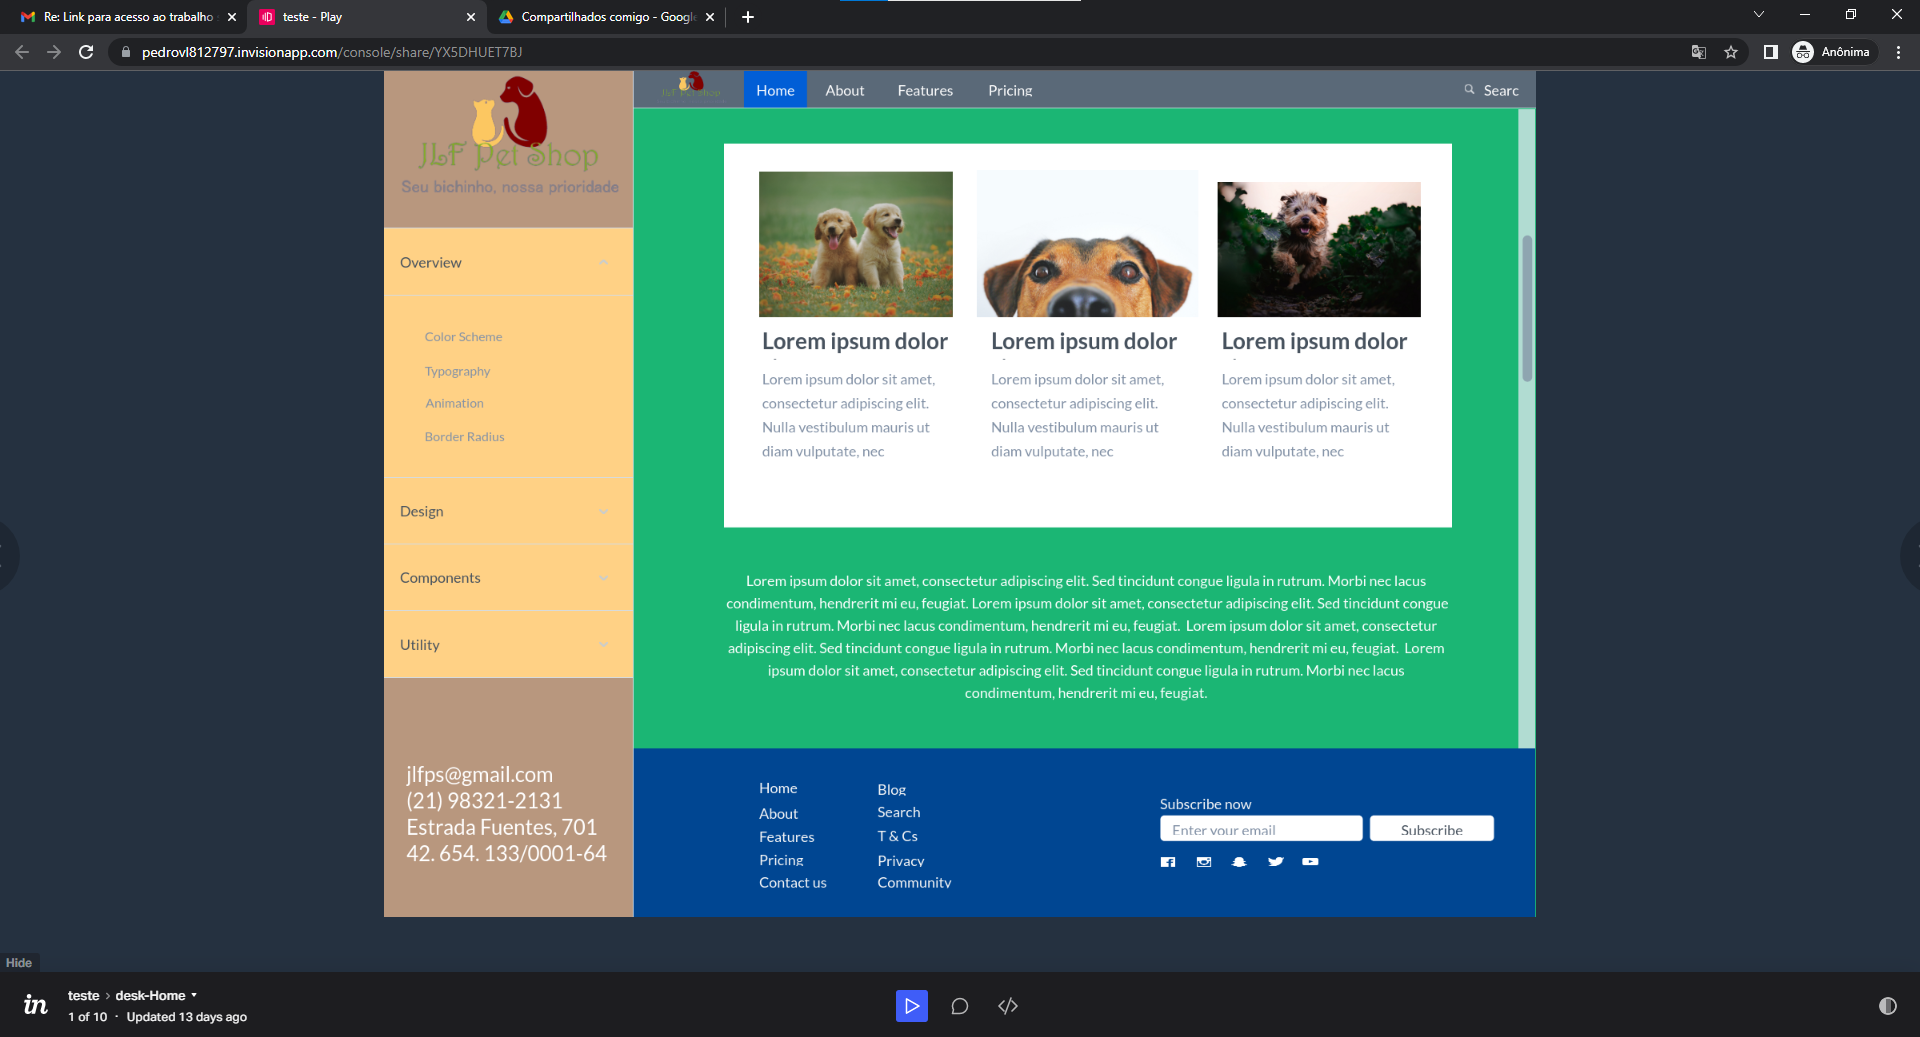 Re: Link para acesso ao trabalho
teste - Play
Compartilhados comigo - Google
pedrovl812797.invisionapp.com/console/share/YX5DHUET7BJ
Anônima
JLF Pet Shop
Seu bichinho, nossa prioridade
JLF Pet Shop
Home
About
Features
Pricing
Searc
Overview
Color Scheme
Typography
Animation
Border Radius
Design
Components
Utility
jlfps@gmail.com
(21) 98321-2131
Estrada Fuentes, 701
42. 654. 133/0001-64
Lorem ipsum dolor
Lorem ipsum dolor sit amet,
consectetur adipiscing elit.
Nulla vestibulum mauris ut
diam vulputate, nec
Lorem ipsum dolor
Lorem ipsum dolor sit amet,
consectetur adipiscing elit.
Nulla vestibulum mauris ut
diam vulputate, nec
Lorem ipsum dolor
Lorem ipsum dolor sit amet,
consectetur adipiscing elit.
Nulla vestibulum mauris ut
diam vulputate, nec
Lorem ipsum dolor sit amet, consectetur adipiscing elit. Sed tincidunt congue ligula in rutrum. Morbi nec lacus
condimentum, hendrerit mi eu, feugiat. Lorem ipsum dolor sit amet, consectetur adipiscing elit. Sed tincidunt congue
ligula in rutrum. Morbi nec lacus condimentum, hendrerit mi eu, feugiat. Lorem ipsum dolor sit amet, consectetur
adipiscing elit. Sed tincidunt congue ligula in rutrum. Morbi nec lacus condimentum, hendrerit mi eu, feugiat. Lorem
ipsum dolor sit amet, consectetur adipiscing elit. Sed tincidunt congue ligula in rutrum. Morbi nec lacus
condimentum, hendrerit mi eu, feugiat.
Home
About
Features
Pricing
Contact us
Blog
Search
T & Cs
Privacy
Community
Subscribe now
Enter your email
Subscribe
Hide
in
teste > desk-Home
1 of 10 · Updated 13 days ago